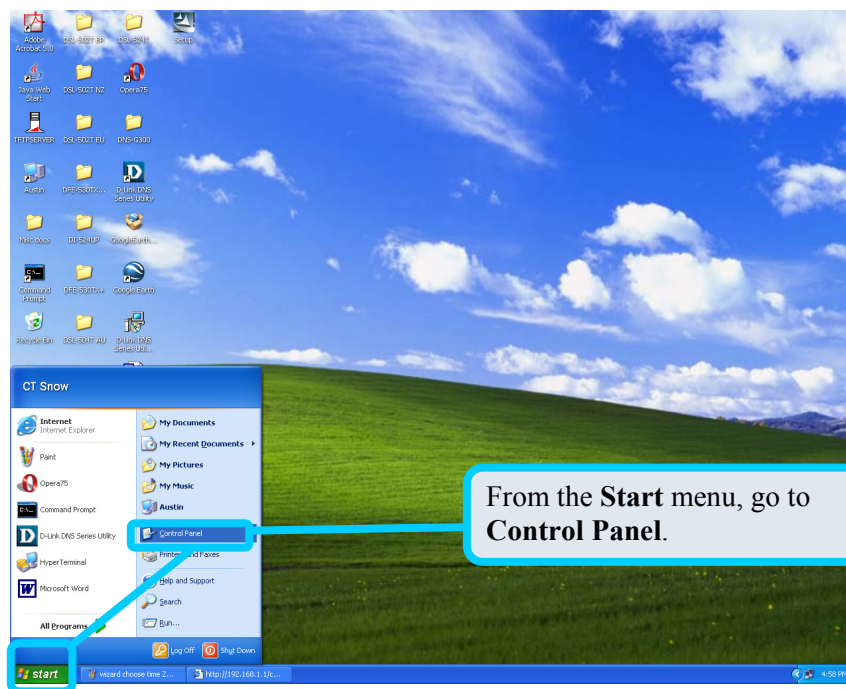 Adobe
Acrobat 5.0
DSL-502T BR
DSL-524T
Setup
Java Web
Start
DSL-502T NZ
Opera75
TFTPSERVER
DSL-502T EU
DNS-G300
Austin
DFE-530TX...
D-Link DNS
Series Utility
Misc docs
DI-524UP
GoogleEarth...
Command
Prompt
DFE-530TX+
Google Earth
Recycle Bin
DSL-504T AU
D-Link DNS
Series Util...
CT Snow
Internet
Internet Explorer
Paint
Opera75
Command Prompt
D-Link DNS Series Utility
HyperTerminal
Microsoft Word
All Programs
My Documents
My Recent Documents
My Pictures
My Music
Austin
Control Panel
Printers and Faxes
Help and Support
Search
Run...
Log Off
Shut Down
From the Start menu, go to
Control Panel.
start
wizard choose time Z...
http://192.168.1.1/c...
4:58 PM